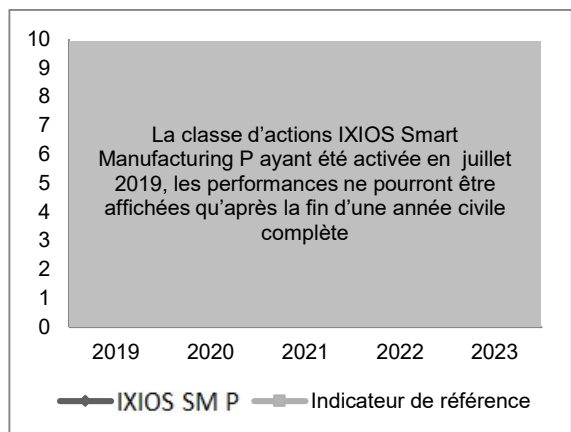 10
9
8
7
6
5
4
3
2
1
0
La classe d’actions IXIOS Smart
Manufacturing P ayant été activée en juillet
2019, les performances ne pourront être
affichées qu’après la fin d’une année civile
complète
2019 2020 2021 2022 2023
IXIOS SM P Indicateur de référence